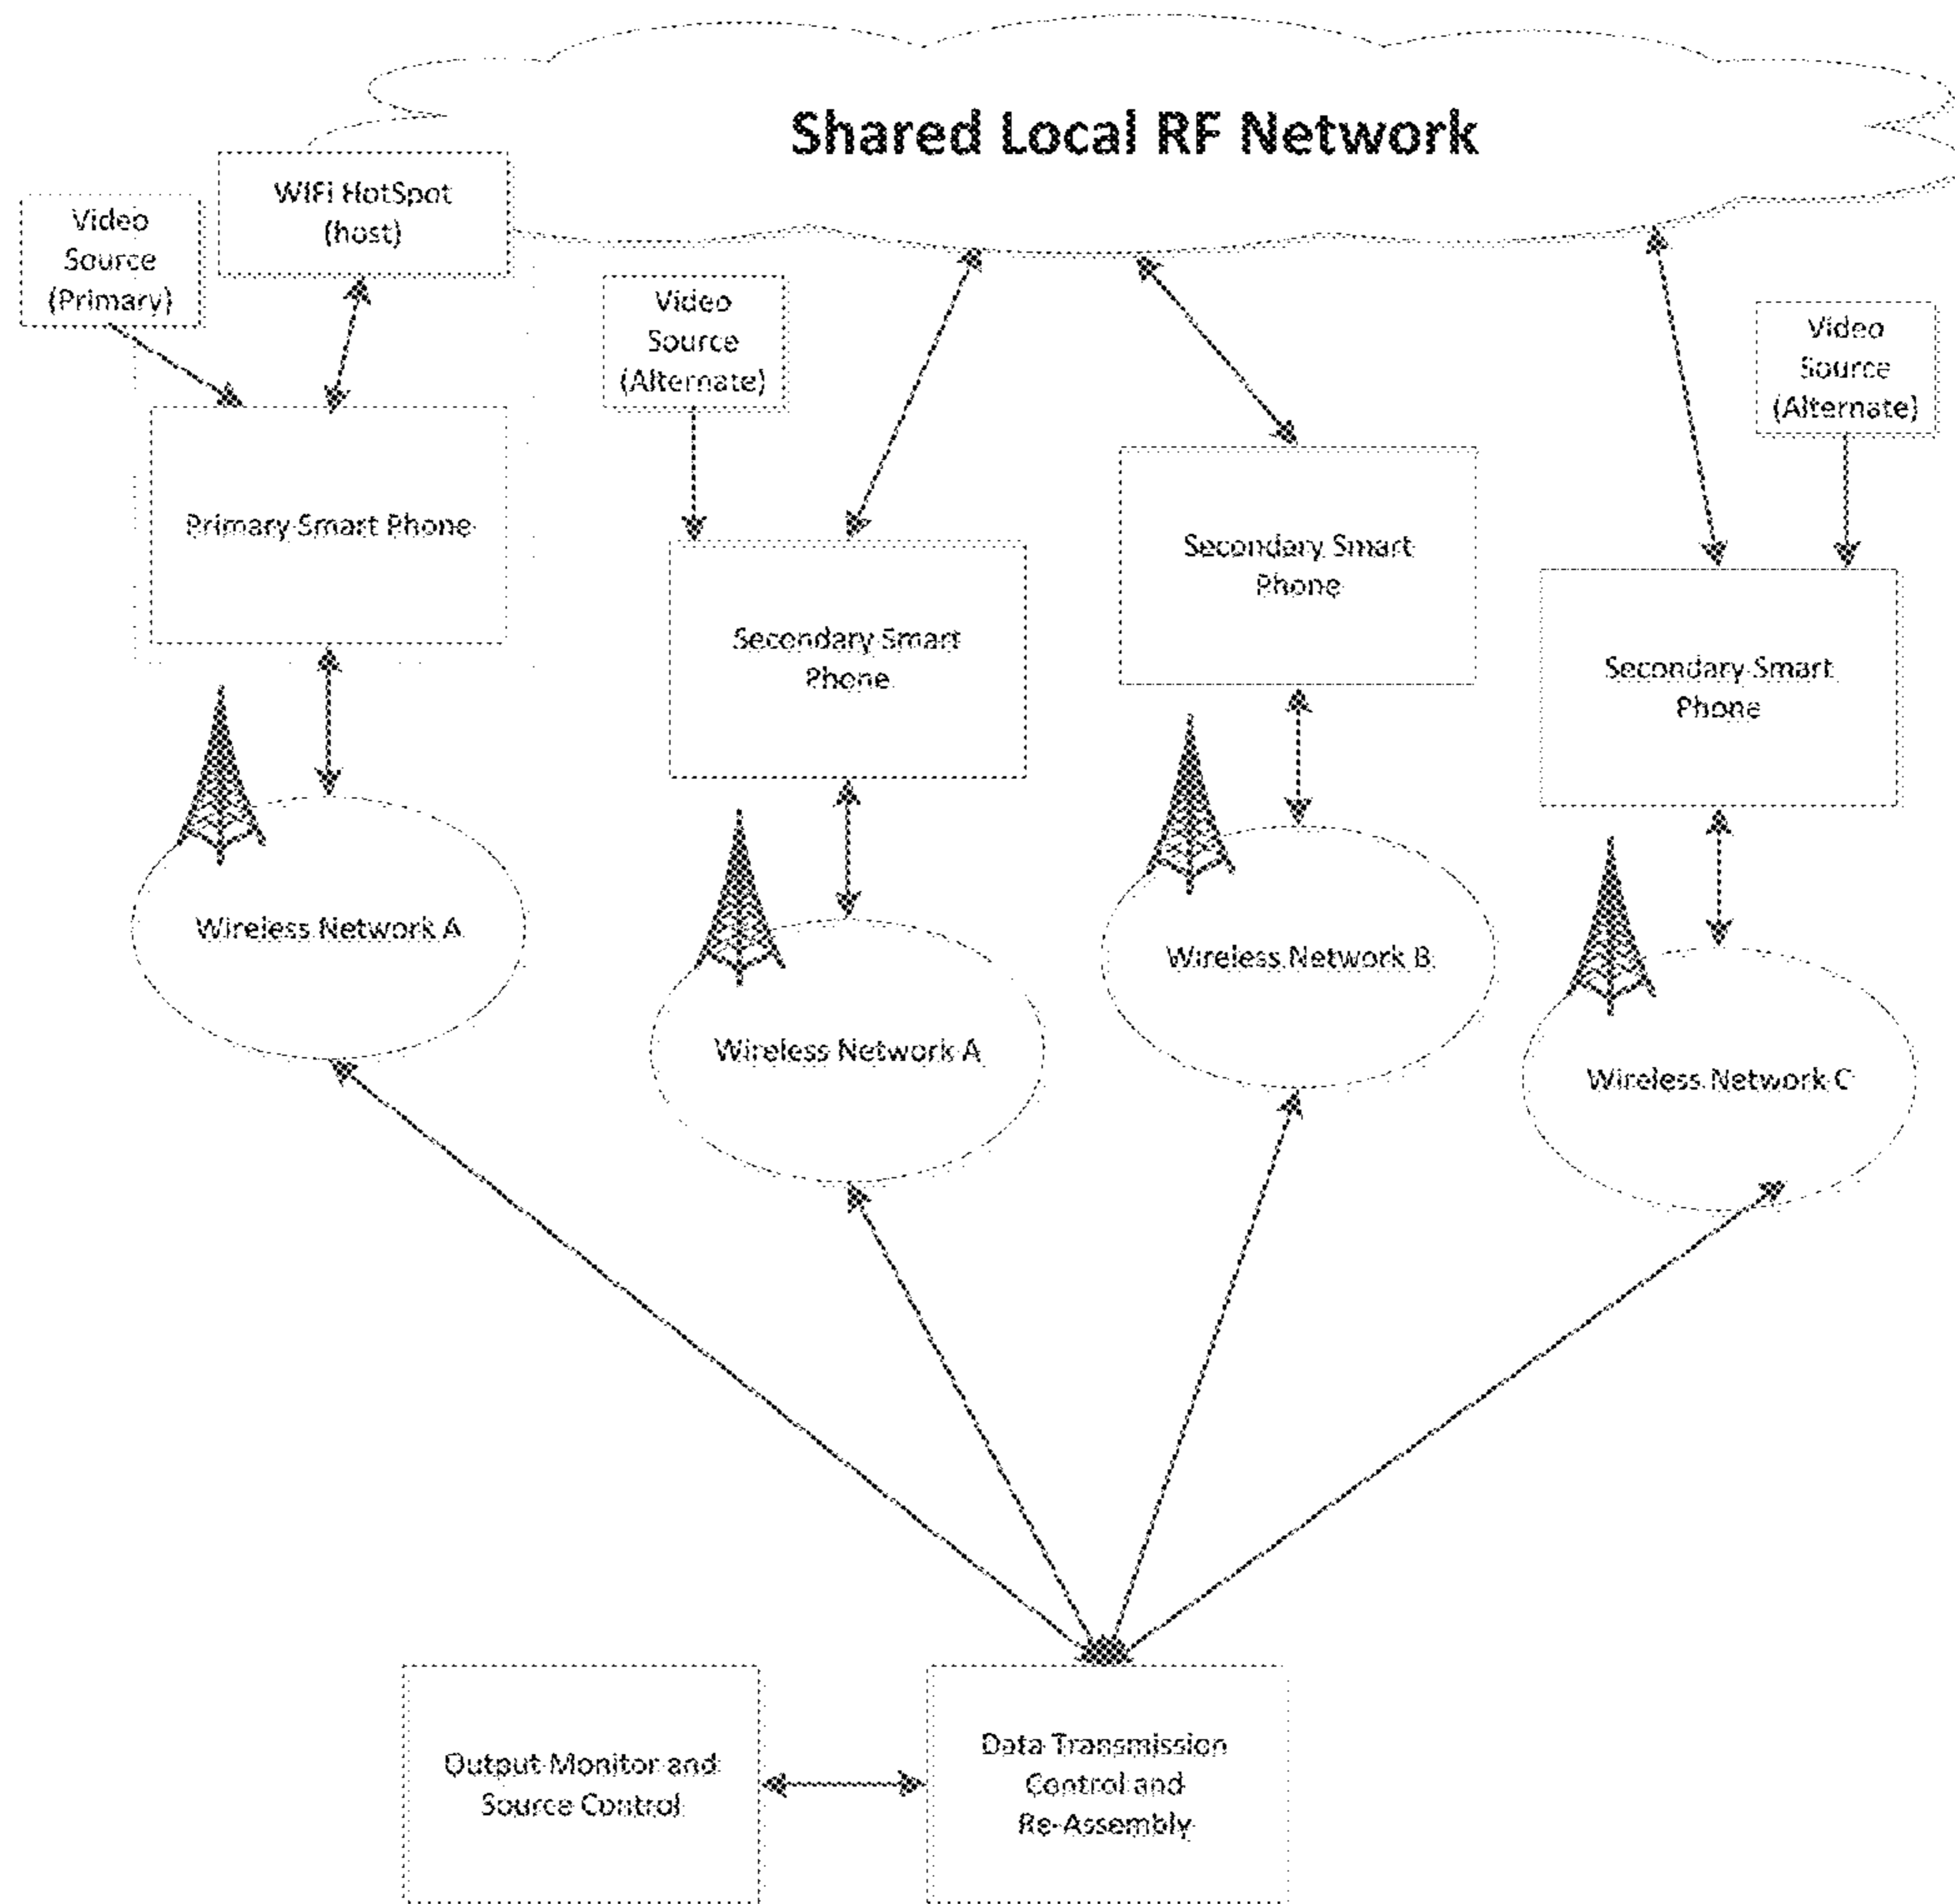 Shared Local RF Network
WIFi HotSpot
(host)
Video
Source
(Primary)
Video
Source
(Alternate)
Video
Source
(Alternate)
Primary Smart Phone
Secondary Smart
Phone
Secondary Smart
Phone
Secondary Smart
Phone
Wireless Network A
Wireless Network A
Wireless Network B
Wireless Network C
Output Monitor and
Source Control
Data Transmission
Control and
Re-Assembly